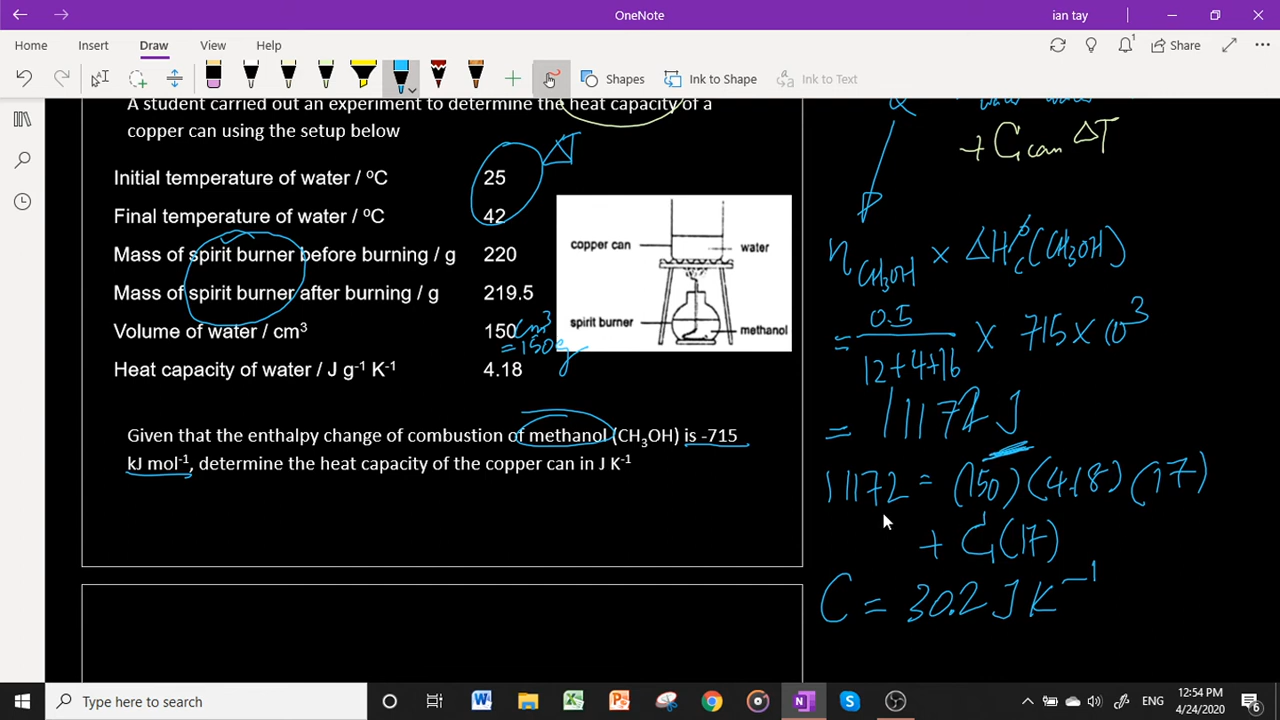 OneNote
ian tay
Home Insert Draw View Help
Share
Shapes
Ink to Shape
Ink to Text
A student carried out an experiment to determine the heat capacity of a
copper can using the setup below
Initial temperature of water / ºC 25
Final temperature of water / ºC 42
Mass of spirit burner before burning / g 220
Mass of spirit burner after burning / g 219.5
Volume of water / cm³ 150 cm³
= 150g
Heat capacity of water / J g⁻¹ K⁻¹ 4.18
ΔT
copper can
water
spirit burner
methanol
Given that the enthalpy change of combustion of methanol (CH₃OH) is -715
kJ mol⁻¹, determine the heat capacity of the copper can in J K⁻¹
+ C can ΔT
n CH₃OH × ΔHc (CH₃OH)
= 0.5 / 12+4+16 × 715 × 10³
= 11172 J
11172 = (150)(4.18)(17)
+ C (17)
C = 30.2 J K⁻¹
Type here to search
ENG
12:54 PM
4/24/2020
6